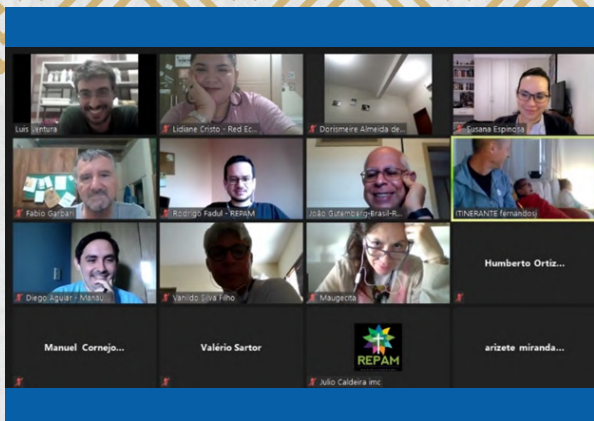 Luis Ventura
Lidiane Cristo - Red Ec...
Dorismeire Almeida de...
Susana Espinosa
Fabio Garbari
Rodrigo Fadul - REPAM
João Gutemberg-Brasil-R...
ITINERANTE fernandosj
Diego Aguiar - Manau...
Vanildo Silva Filho
Maugecita
Humberto Ortiz...
Manuel Cornejo...
Valério Sartor
REPAM
Julio Caldeira imc
arizete miranda...